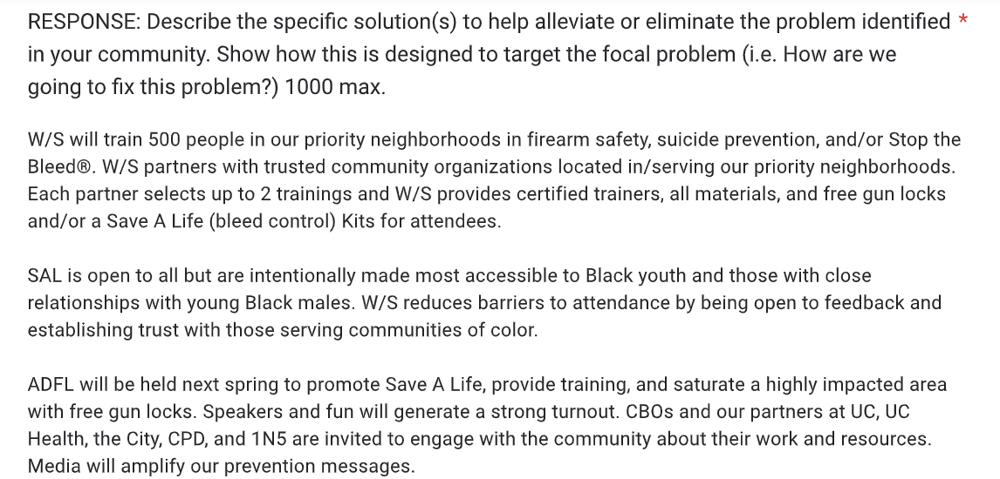 RESPONSE: Describe the specific solution(s) to help alleviate or eliminate the problem identified *
in your community. Show how this is designed to target the focal problem (i.e. How are we
going to fix this problem?) 1000 max.
W/S will train 500 people in our priority neighborhoods in firearm safety, suicide prevention, and/or Stop the
Bleed®. W/S partners with trusted community organizations located in/serving our priority neighborhoods.
Each partner selects up to 2 trainings and W/S provides certified trainers, all materials, and free gun locks
and/or a Save A Life (bleed control) Kits for attendees.
SAL is open to all but are intentionally made most accessible to Black youth and those with close
relationships with young Black males. W/S reduces barriers to attendance by being open to feedback and
establishing trust with those serving communities of color.
ADFL will be held next spring to promote Save A Life, provide training, and saturate a highly impacted area
with free gun locks. Speakers and fun will generate a strong turnout. CBOs and our partners at UC, UC
Health, the City, CPD, and 1N5 are invited to engage with the community about their work and resources.
Media will amplify our prevention messages.